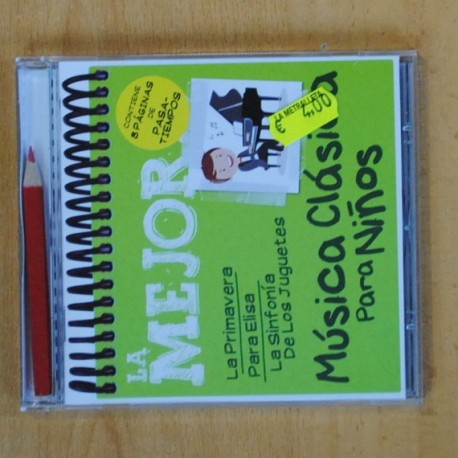 CONTIENE
8 PÁGINAS
DE
PASA-
TIEMPOS
LA METRALLETA
€ 4,00
LA
MEJOR
Música Clásica
Para Niños
La Primavera
Para Elisa
La Sinfonía
De Los Juguetes